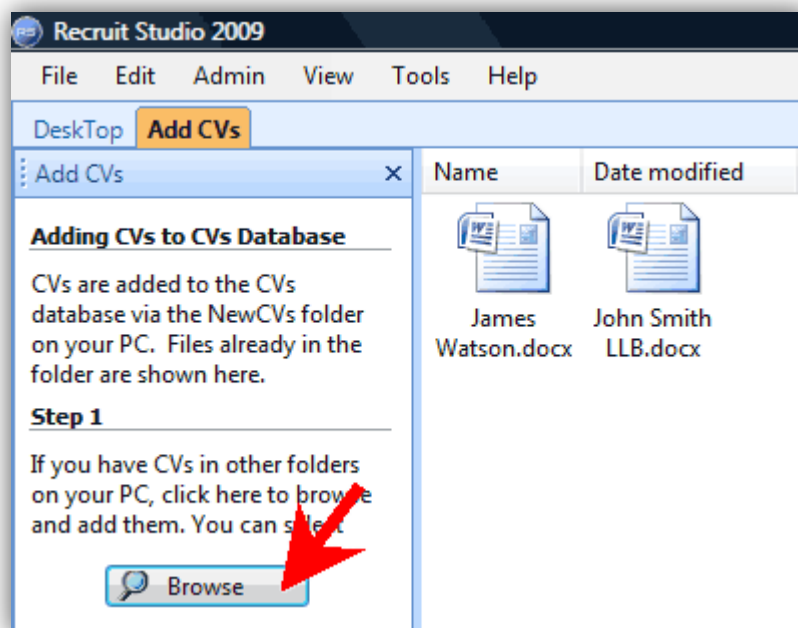 RS Recruit Studio 2009
File Edit Admin View Tools Help
DeskTop Add CVs
Add CVs
Adding CVs to CVs Database
CVs are added to the CVs
database via the NewCVs folder
on your PC. Files already in the
folder are shown here.
Step 1
If you have CVs in other folders
on your PC, click here to browse
and add them. You can select
Browse
Name Date modified
James
Watson.docx
John Smith
LLB.docx